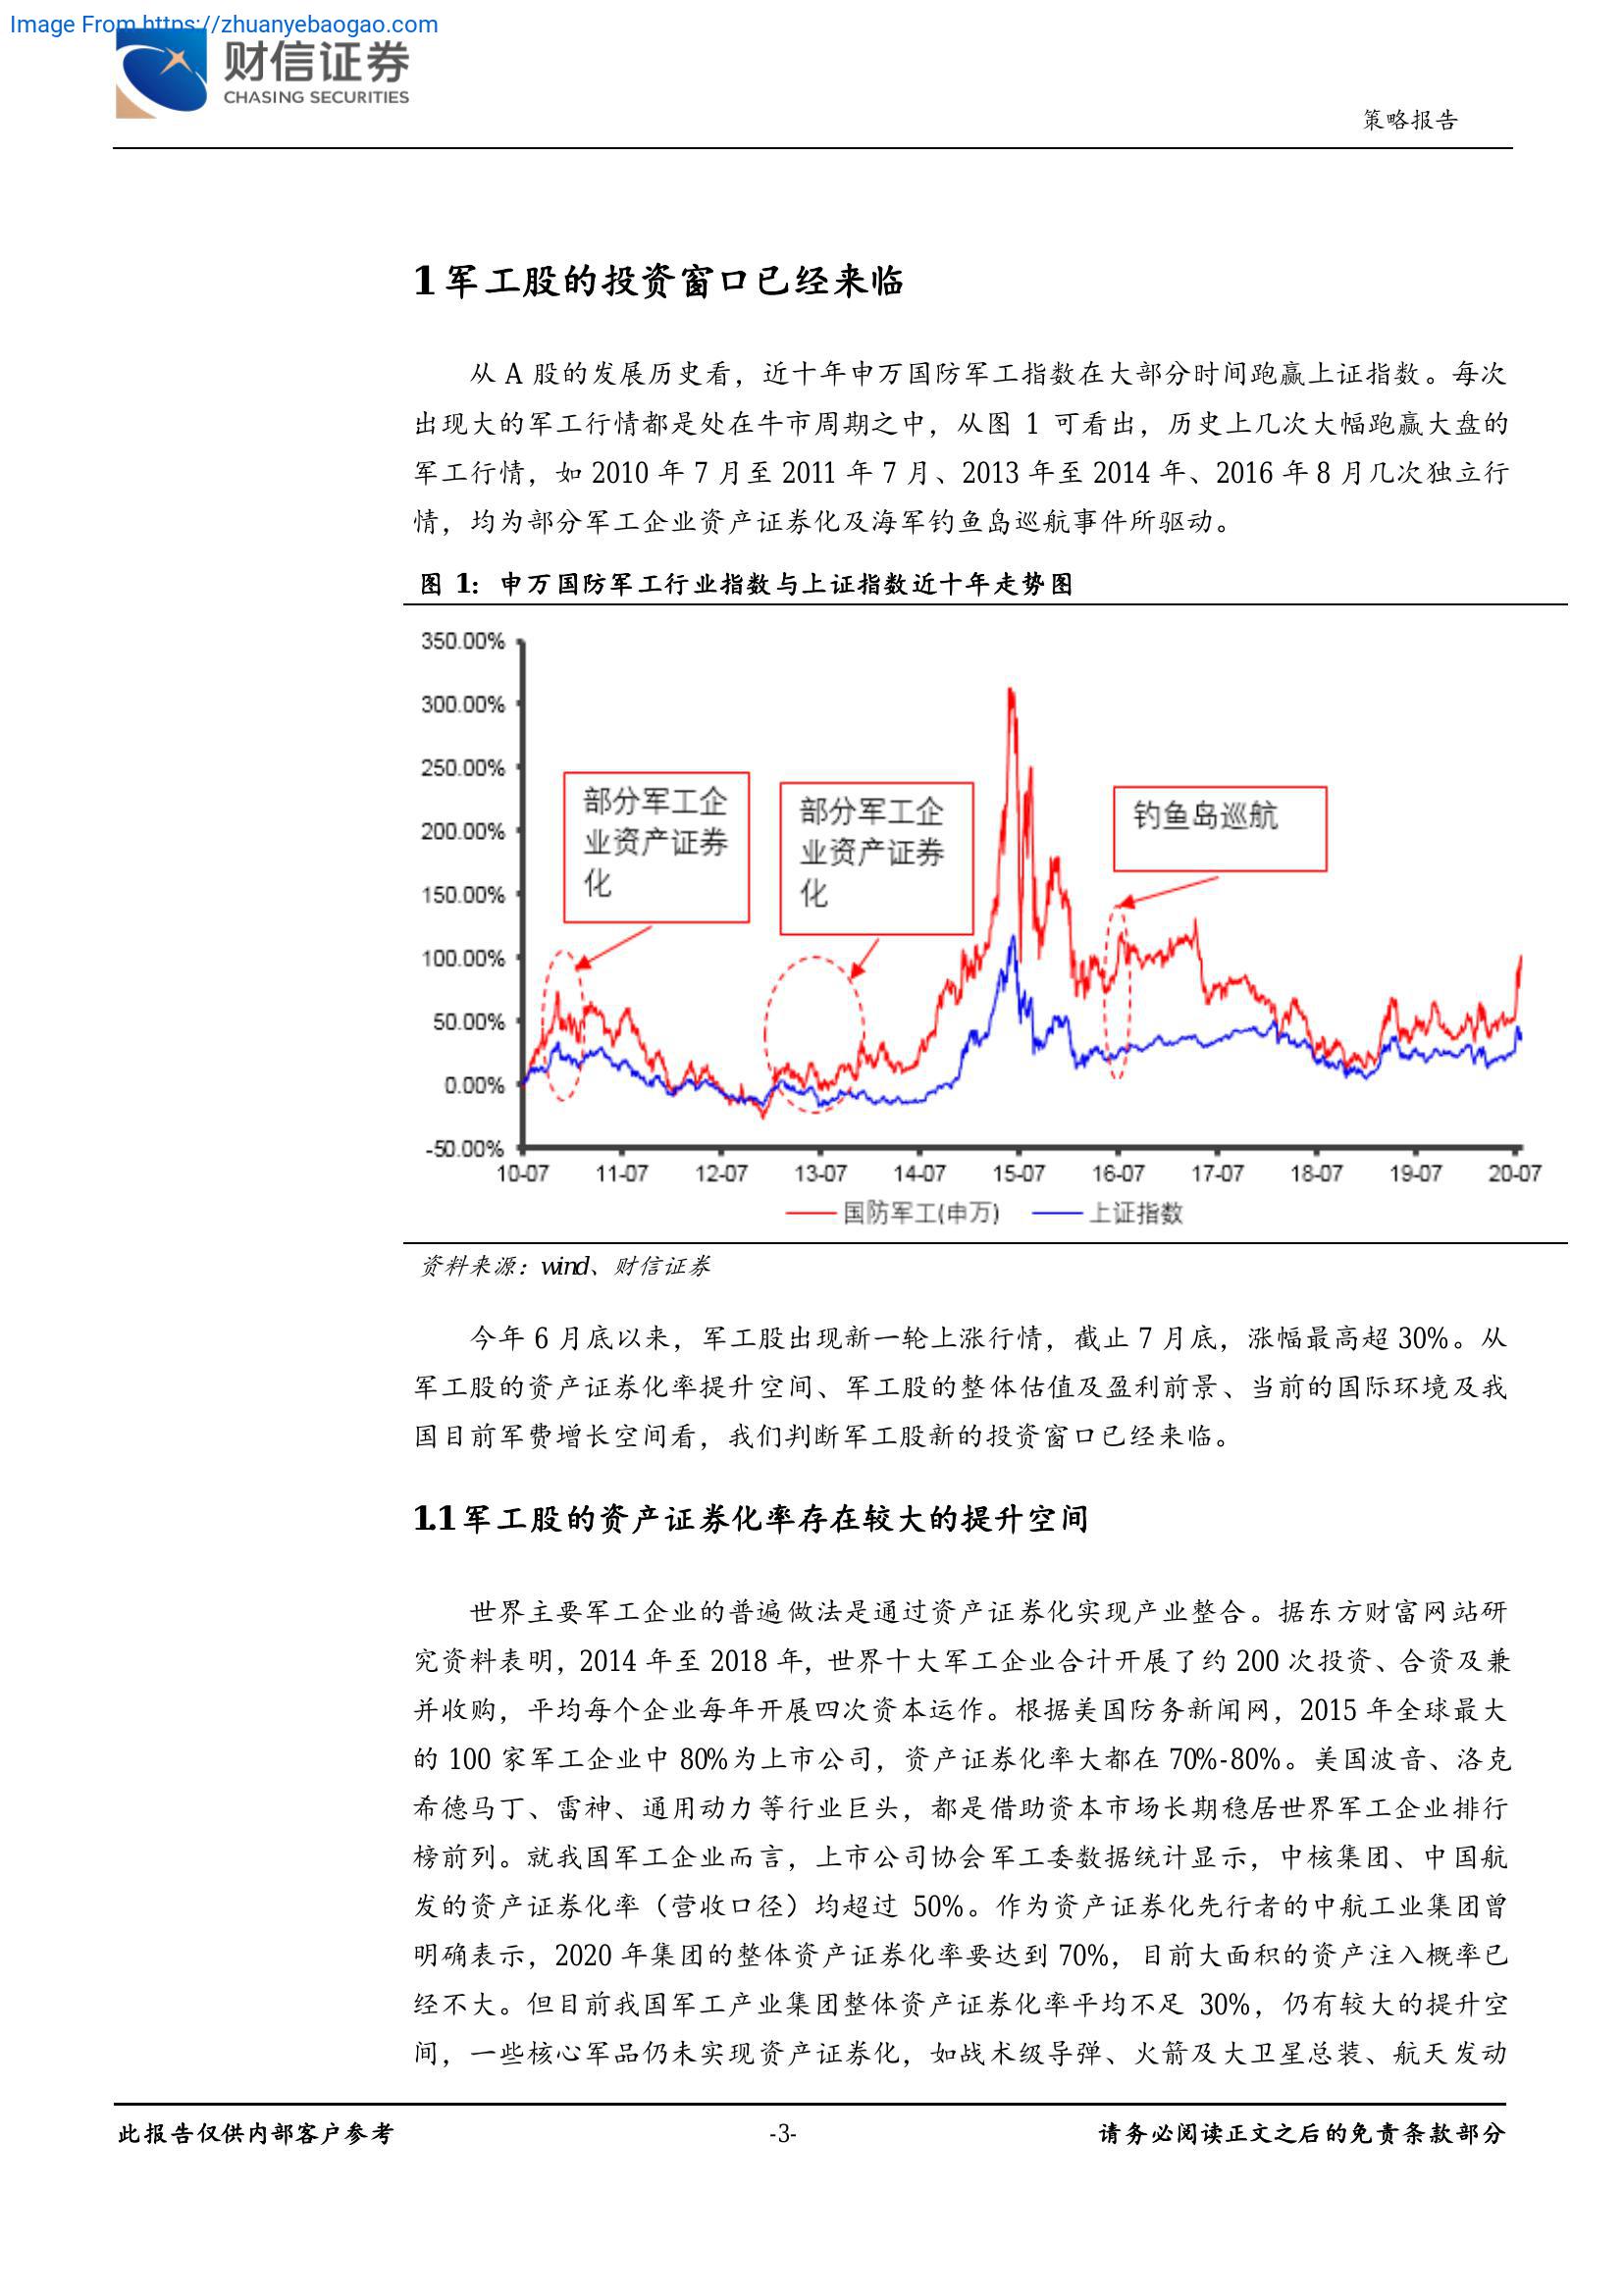 Image From https://zhuanyebaogao.com
财信证券
CHASING SECURITIES
策略报告
1 军工股的投资窗口已经来临
从 A 股的发展历史看，近十年申万国防军工指数在大部分时间跑赢上证指数。每次
出现大的军工行情都是处在牛市周期之中，从图 1 可看出，历史上几次大幅跑赢大盘的
军工行情，如 2010 年 7 月至 2011 年 7 月、2013 年至 2014 年、2016 年 8 月几次独立行
情，均为部分军工企业资产证券化及海军钓鱼岛巡航事件所驱动。
图 1：申万国防军工行业指数与上证指数近十年走势图
350.00%
300.00%
250.00%
200.00%
150.00%
100.00%
50.00%
0.00%
-50.00%
部分军工企
业资产证券
化
部分军工企
业资产证券
化
钓鱼岛巡航
10-07 11-07 12-07 13-07 14-07 15-07 16-07 17-07 18-07 19-07 20-07
国防军工(申万) 上证指数
资料来源：wind、财信证券
今年 6 月底以来，军工股出现新一轮上涨行情，截止 7 月底，涨幅最高超 30%。从
军工股的资产证券化率提升空间、军工股的整体估值及盈利前景、当前的国际环境及我
国目前军费增长空间看，我们判断军工股新的投资窗口已经来临。
1.1 军工股的资产证券化率存在较大的提升空间
世界主要军工企业的普遍做法是通过资产证券化实现产业整合。据东方财富网站研
究资料表明，2014 年至 2018 年，世界十大军工企业合计开展了约 200 次投资、合资及兼
并收购，平均每个企业每年开展四次资本运作。根据美国防务新闻网，2015 年全球最大
的 100 家军工企业中 80%为上市公司，资产证券化率大都在 70%-80%。美国波音、洛克
希德马丁、雷神、通用动力等行业巨头，都是借助资本市场长期稳居世界军工企业排行
榜前列。就我国军工企业而言，上市公司协会军工委数据统计显示，中核集团、中国航
发的资产证券化率（营收口径）均超过 50%。作为资产证券化先行者的中航工业集团曾
明确表示，2020 年集团的整体资产证券化率要达到 70%，目前大面积的资产注入概率已
经不大。但目前我国军工产业集团整体资产证券化率平均不足 30%，仍有较大的提升空
间，一些核心军品仍未实现资产证券化，如战术级导弹、火箭及大卫星总装、航天发动
此报告仅供内部客户参考
-3-
请务必阅读正文之后的免责条款部分